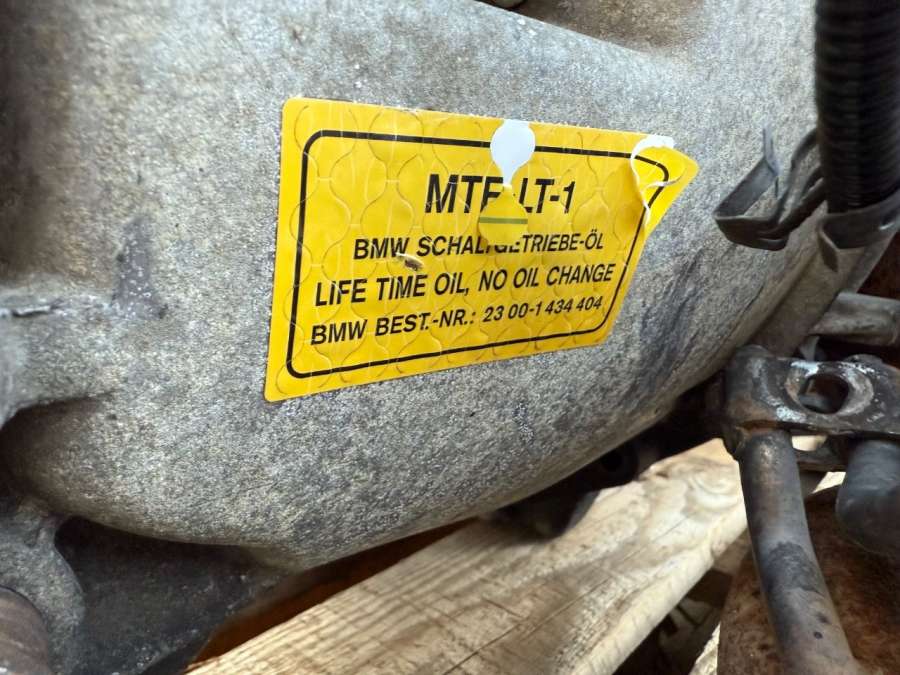 MTF-LT-1
BMW SCHALTGETRIEBE-ÖL
LIFE TIME OIL, NO OIL CHANGE
BMW BEST.-NR.: 23 00-1 434 404